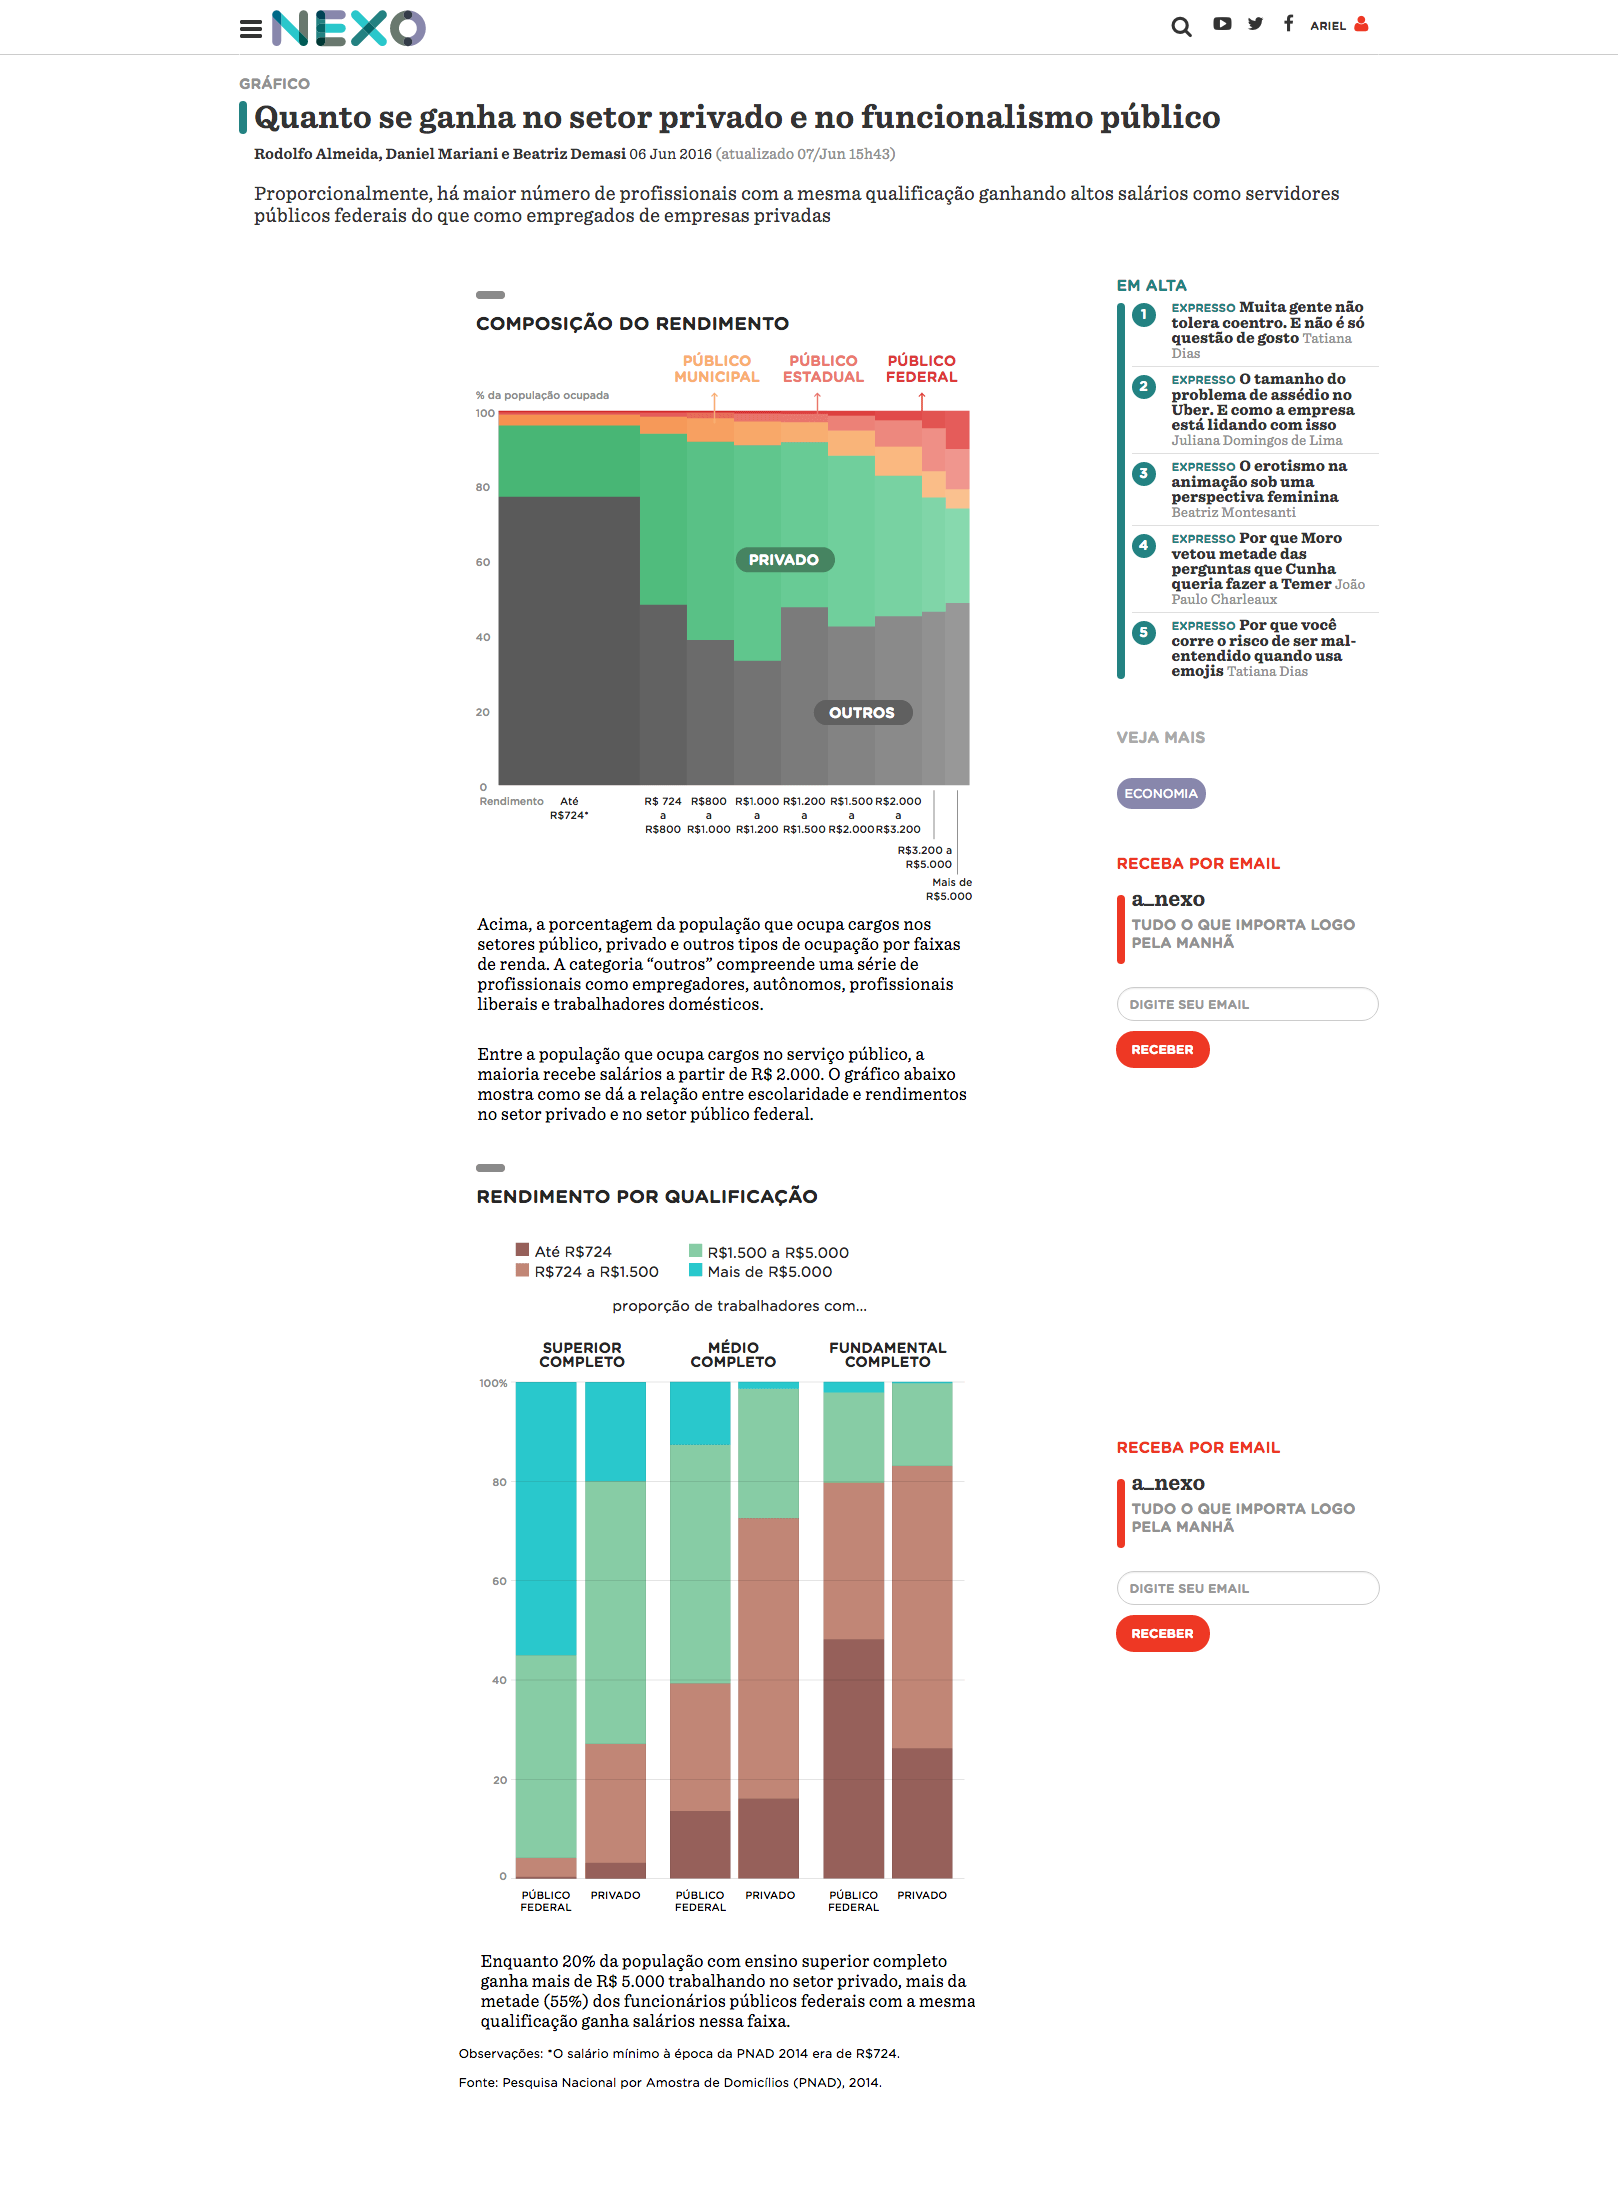 NEXO
ARIEL
GRÁFICO
Quanto se ganha no setor privado e no funcionalismo público
Rodolfo Almeida, Daniel Mariani e Beatriz Demasi 06 Jun 2016 (atualizado 07/Jun 15h43)
Proporcionalmente, há maior número de profissionais com a mesma qualificação ganhando altos salários como servidores
públicos federais do que como empregados de empresas privadas
COMPOSIÇÃO DO RENDIMENTO
PÚBLICO PÚBLICO PÚBLICO
MUNICIPAL ESTADUAL FEDERAL
% da população ocupada
100
80
60
40
20
0
PRIVADO
OUTROS
Rendimento Até R$ 724 R$800 R$1.000 R$1.200 R$1.500 R$2.000
R$724* a a a a a a
R$800 R$1.000 R$1.200 R$1.500 R$2.000 R$3.200
R$3.200 a
R$5.000
Mais de
R$5.000
Acima, a porcentagem da população que ocupa cargos nos
setores público, privado e outros tipos de ocupação por faixas
de renda. A categoria “outros” compreende uma série de
profissionais como empregadores, autônomos, profissionais
liberais e trabalhadores domésticos.
Entre a população que ocupa cargos no serviço público, a
maioria recebe salários a partir de R$ 2.000. O gráfico abaixo
mostra como se dá a relação entre escolaridade e rendimentos
no setor privado e no setor público federal.
RENDIMENTO POR QUALIFICAÇÃO
Até R$724 R$1.500 a R$5.000
R$724 a R$1.500 Mais de R$5.000
proporção de trabalhadores com...
SUPERIOR MÉDIO FUNDAMENTAL
COMPLETO COMPLETO COMPLETO
100%
80
60
40
20
0
PÚBLICO PRIVADO PÚBLICO PRIVADO PÚBLICO PRIVADO
FEDERAL FEDERAL FEDERAL
Enquanto 20% da população com ensino superior completo
ganha mais de R$ 5.000 trabalhando no setor privado, mais da
metade (55%) dos funcionários públicos federais com a mesma
qualificação ganha salários nessa faixa.
Observações: *O salário mínimo à época da PNAD 2014 era de R$724.
Fonte: Pesquisa Nacional por Amostra de Domicílios (PNAD), 2014.
EM ALTA
1 EXPRESSO Muita gente não
tolera coentro. E não é só
questão de gosto Tatiana
Dias
2 EXPRESSO O tamanho do
problema de assédio no
Uber. E como a empresa
está lidando com isso
Juliana Domingos de Lima
3 EXPRESSO O erotismo na
animação sob uma
perspectiva feminina
Beatriz Montesanti
4 EXPRESSO Por que Moro
vetou metade das
perguntas que Cunha
queria fazer a Temer João
Paulo Charleaux
5 EXPRESSO Por que você
corre o risco de ser mal-
entendido quando usa
emojis Tatiana Dias
VEJA MAIS
ECONOMIA
RECEBA POR EMAIL
a_nexo
TUDO O QUE IMPORTA LOGO
PELA MANHÃ
DIGITE SEU EMAIL
RECEBER
RECEBA POR EMAIL
a_nexo
TUDO O QUE IMPORTA LOGO
PELA MANHÃ
DIGITE SEU EMAIL
RECEBER